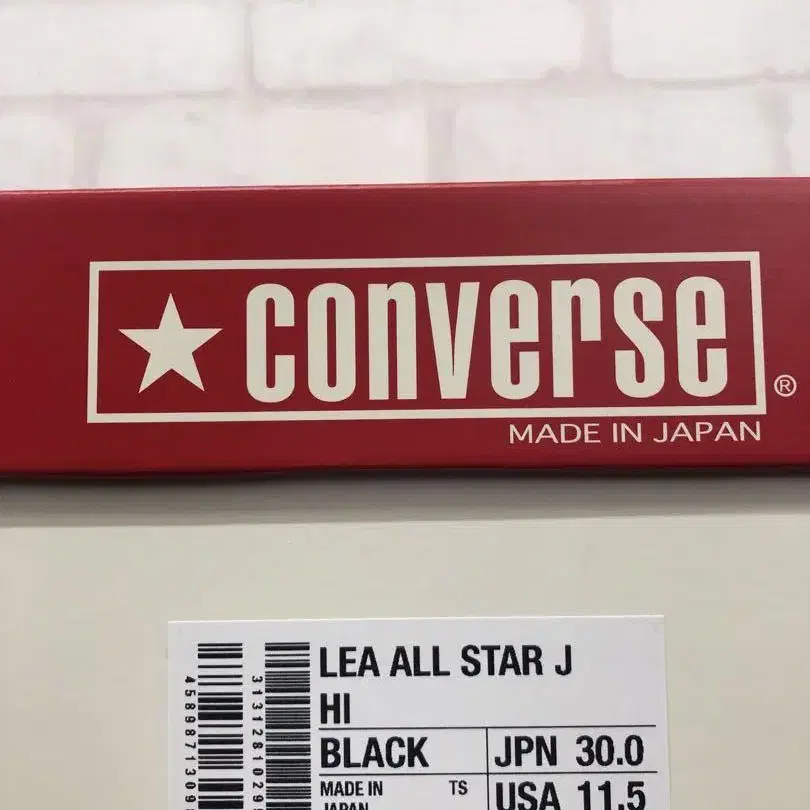 ★CONVERSE®
MADE IN JAPAN
LEA ALL STAR J
HI
BLACK JPN 30.0
MADE IN JAPAN TS USA 11.5